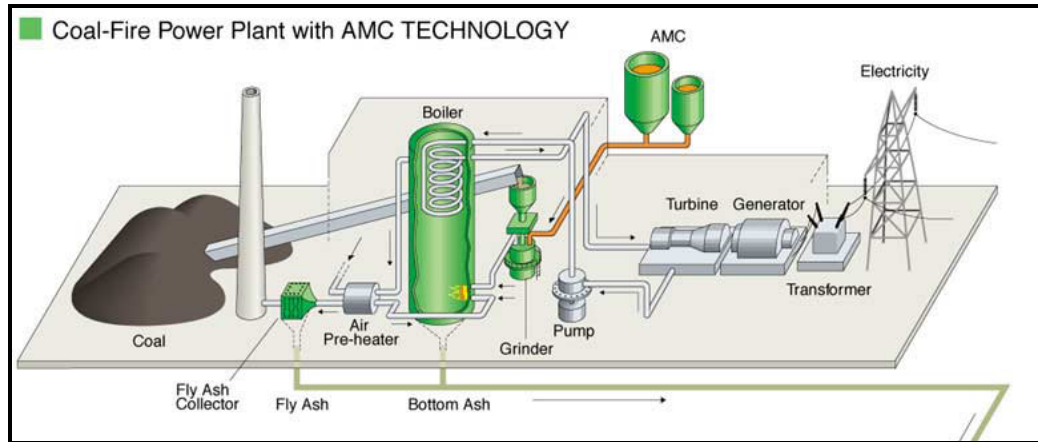 Coal-Fire Power Plant with AMC TECHNOLOGY
AMC
Electricity
Boiler
Turbine
Generator
Transformer
Coal
Air
Pre-heater
Grinder
Pump
Fly Ash
Collector
Fly Ash
Bottom Ash